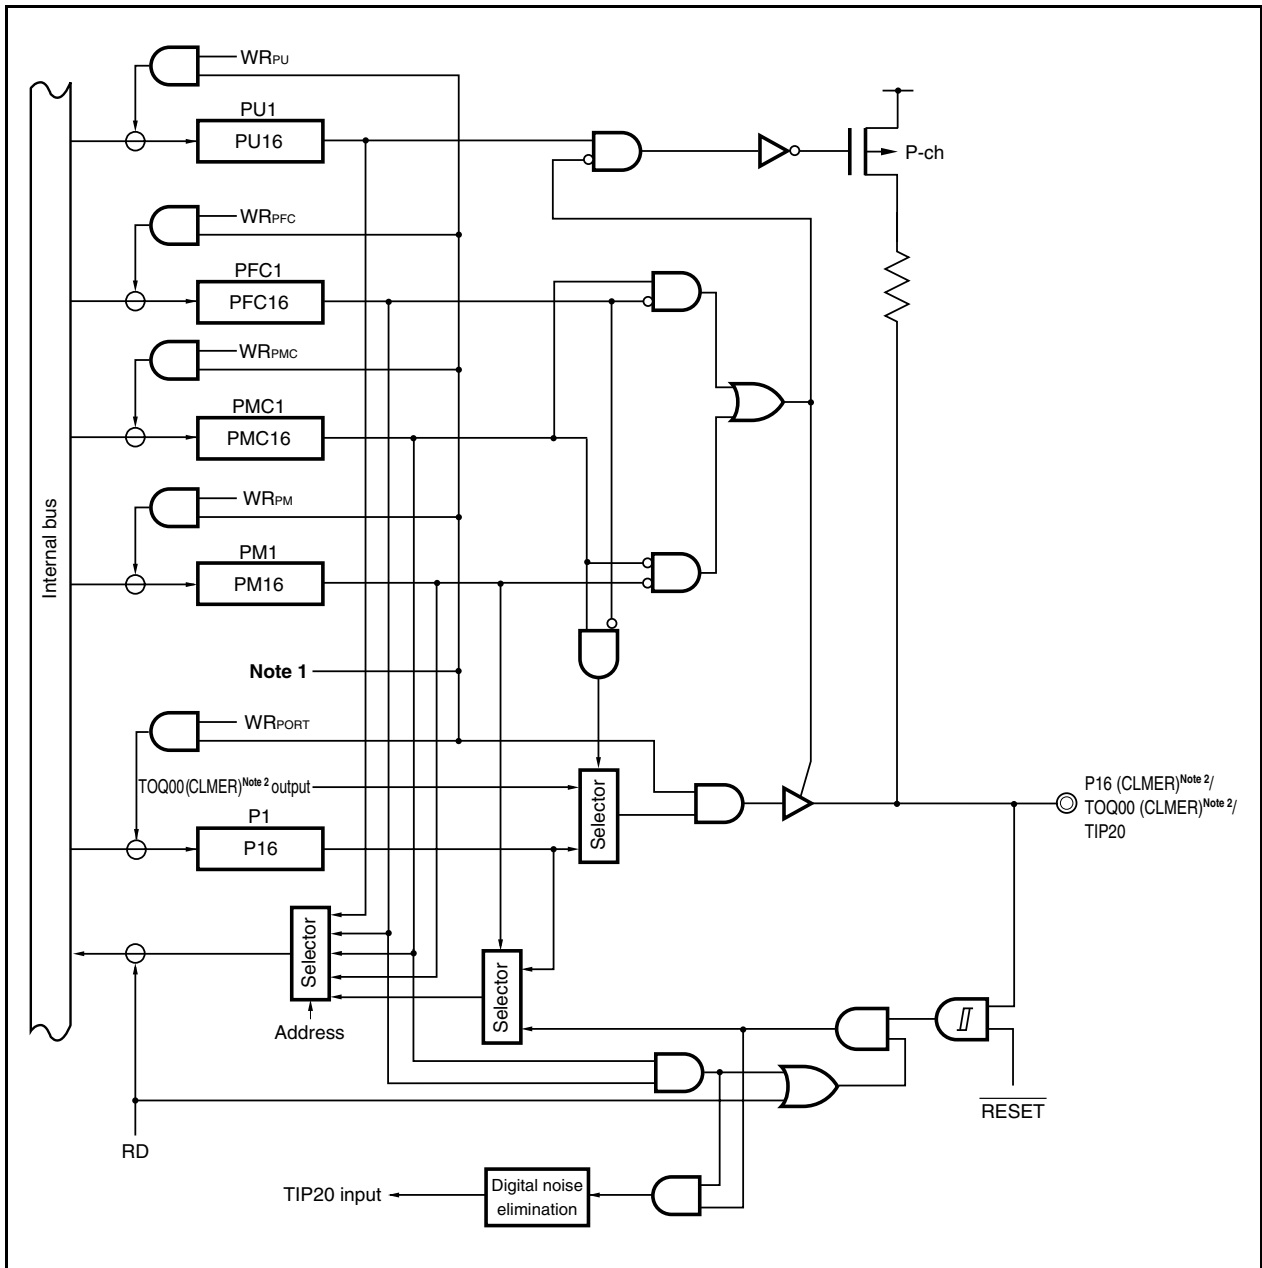 WRPU
PU1
PU16
P-ch
WRPFC
PFC1
PFC16
WRPMC
PMC1
PMC16
WRPM
PM1
PM16
Internal bus
Note 1
WRPORT
TOQ00 (CLMER)Note 2 output
P1
P16
Selector
P16 (CLMER)Note 2/
TOQ00 (CLMER)Note 2/
TIP20
Selector
Address
Selector
RESET
RD
TIP20 input
Digital noise
elimination